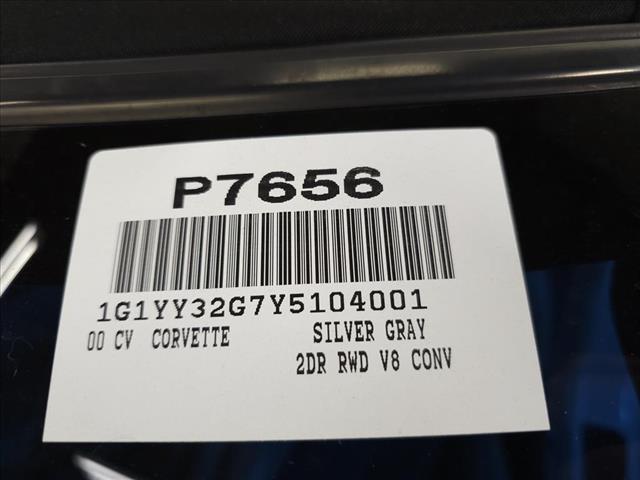 P7656
1G1YY32G7Y5104001
00 CV CORVETTE SILVER GRAY
2DR RWD V8 CONV